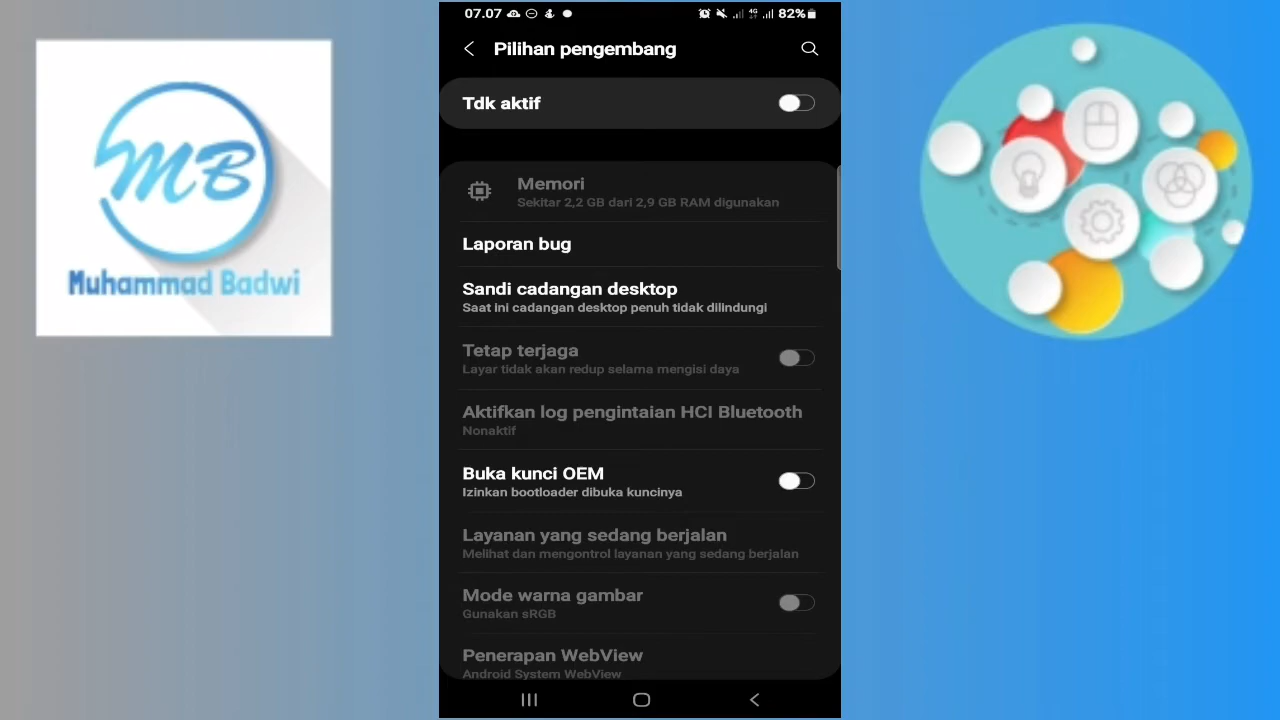 07.07
4G
82%
Pilihan pengembang
Tdk aktif
Memori
Sekitar 2,2 GB dari 2,9 GB RAM digunakan
Laporan bug
Sandi cadangan desktop
Saat ini cadangan desktop penuh tidak dilindungi
Tetap terjaga
Layar tidak akan redup selama mengisi daya
Aktifkan log pengintaian HCI Bluetooth
Nonaktif
Buka kunci OEM
Izinkan bootloader dibuka kuncinya
Layanan yang sedang berjalan
Melihat dan mengontrol layanan yang sedang berjalan
Mode warna gambar
Gunakan sRGB
Penerapan WebView
Android System WebView
MB
Muhammad Badwi